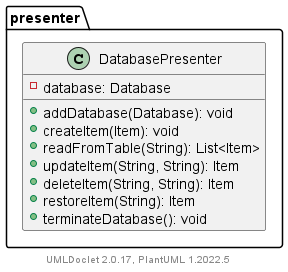 presenter
C DatabasePresenter
database: Database
addDatabase(Database): void
createItem(Item): void
readFromTable(String): List<Item>
updateItem(String, String): Item
deleteItem(String, String): Item
restoreItem(String): Item
terminateDatabase(): void
UMLDoclet 2.0.17, PlantUML 1.2022.5